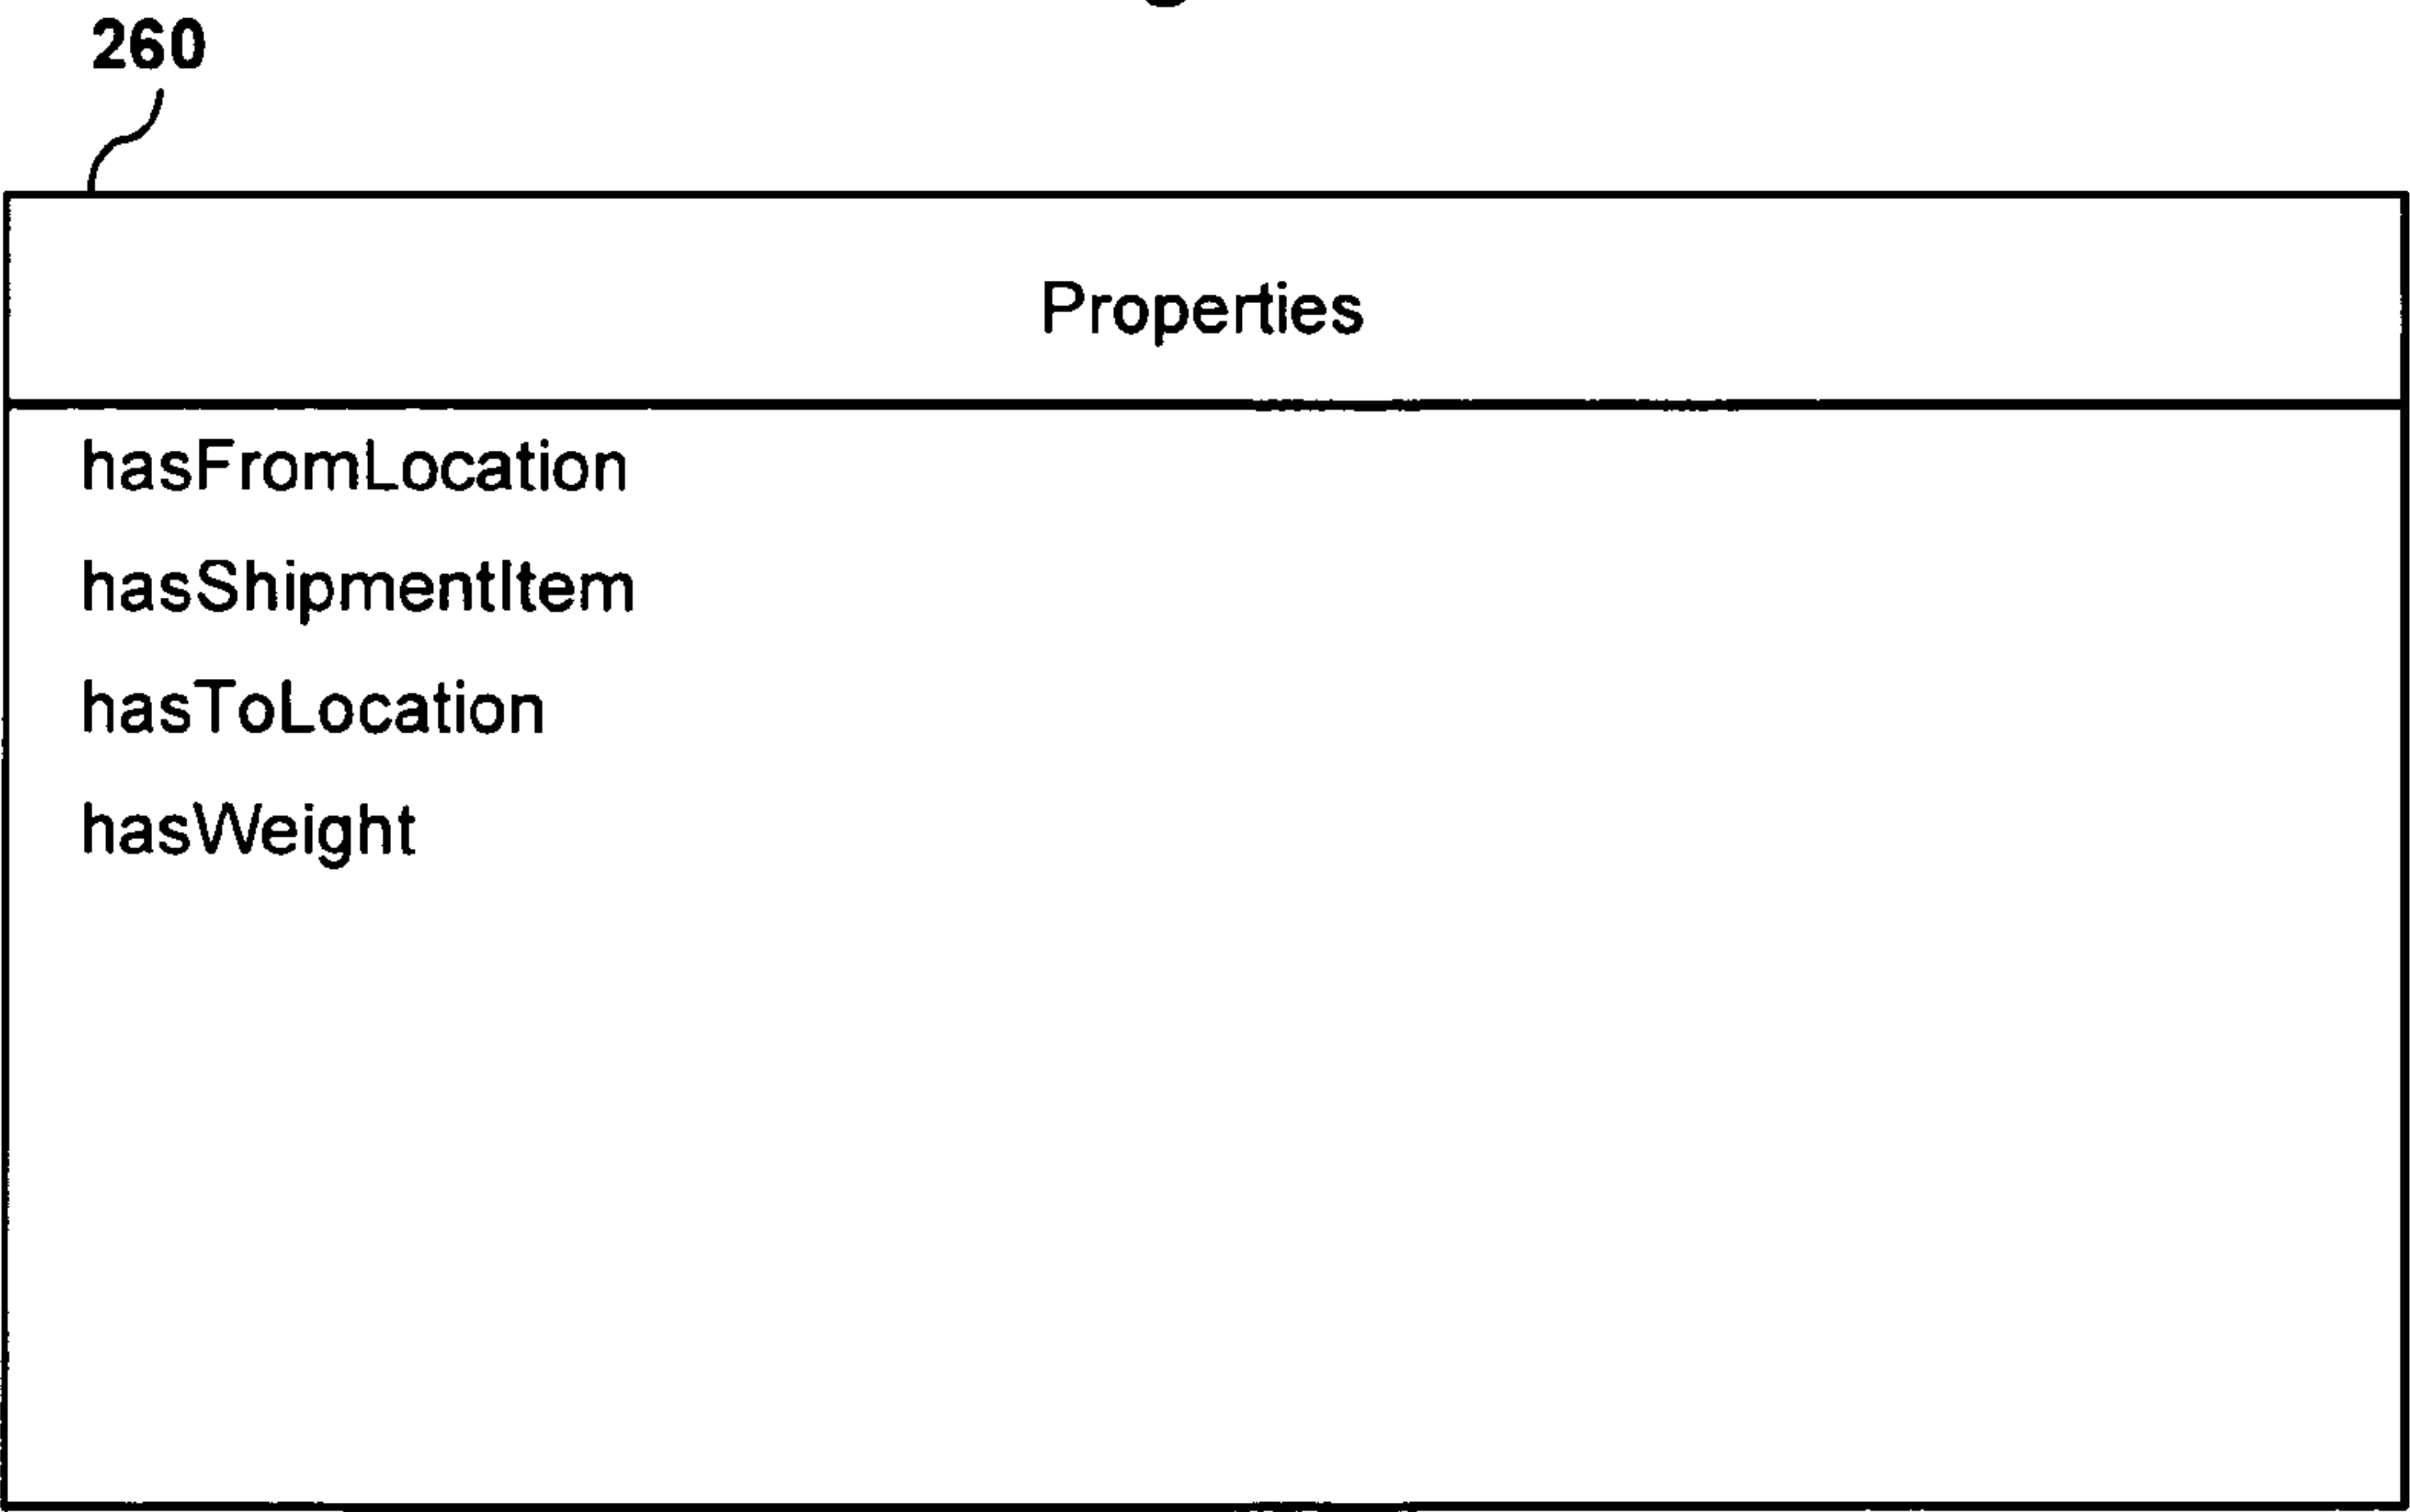 260
Properties
hasFromLocation
hasShipmentItem
hasToLocation
hasWeight